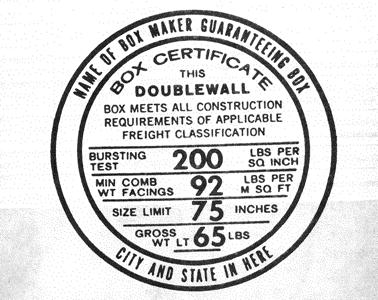 NAME OF BOX MAKER GUARANTEEING BOX
BOX CERTIFICATE
THIS
DOUBLEWALL
BOX MEETS ALL CONSTRUCTION
REQUIREMENTS OF APPLICABLE
FREIGHT CLASSIFICATION
BURSTING TEST 200 LBS PER SQ INCH
MIN COMB WT FACINGS 92 LBS PER M SQ FT
SIZE LIMIT 75 INCHES
GROSS WT LT 65 LBS
CITY AND STATE IN HERE